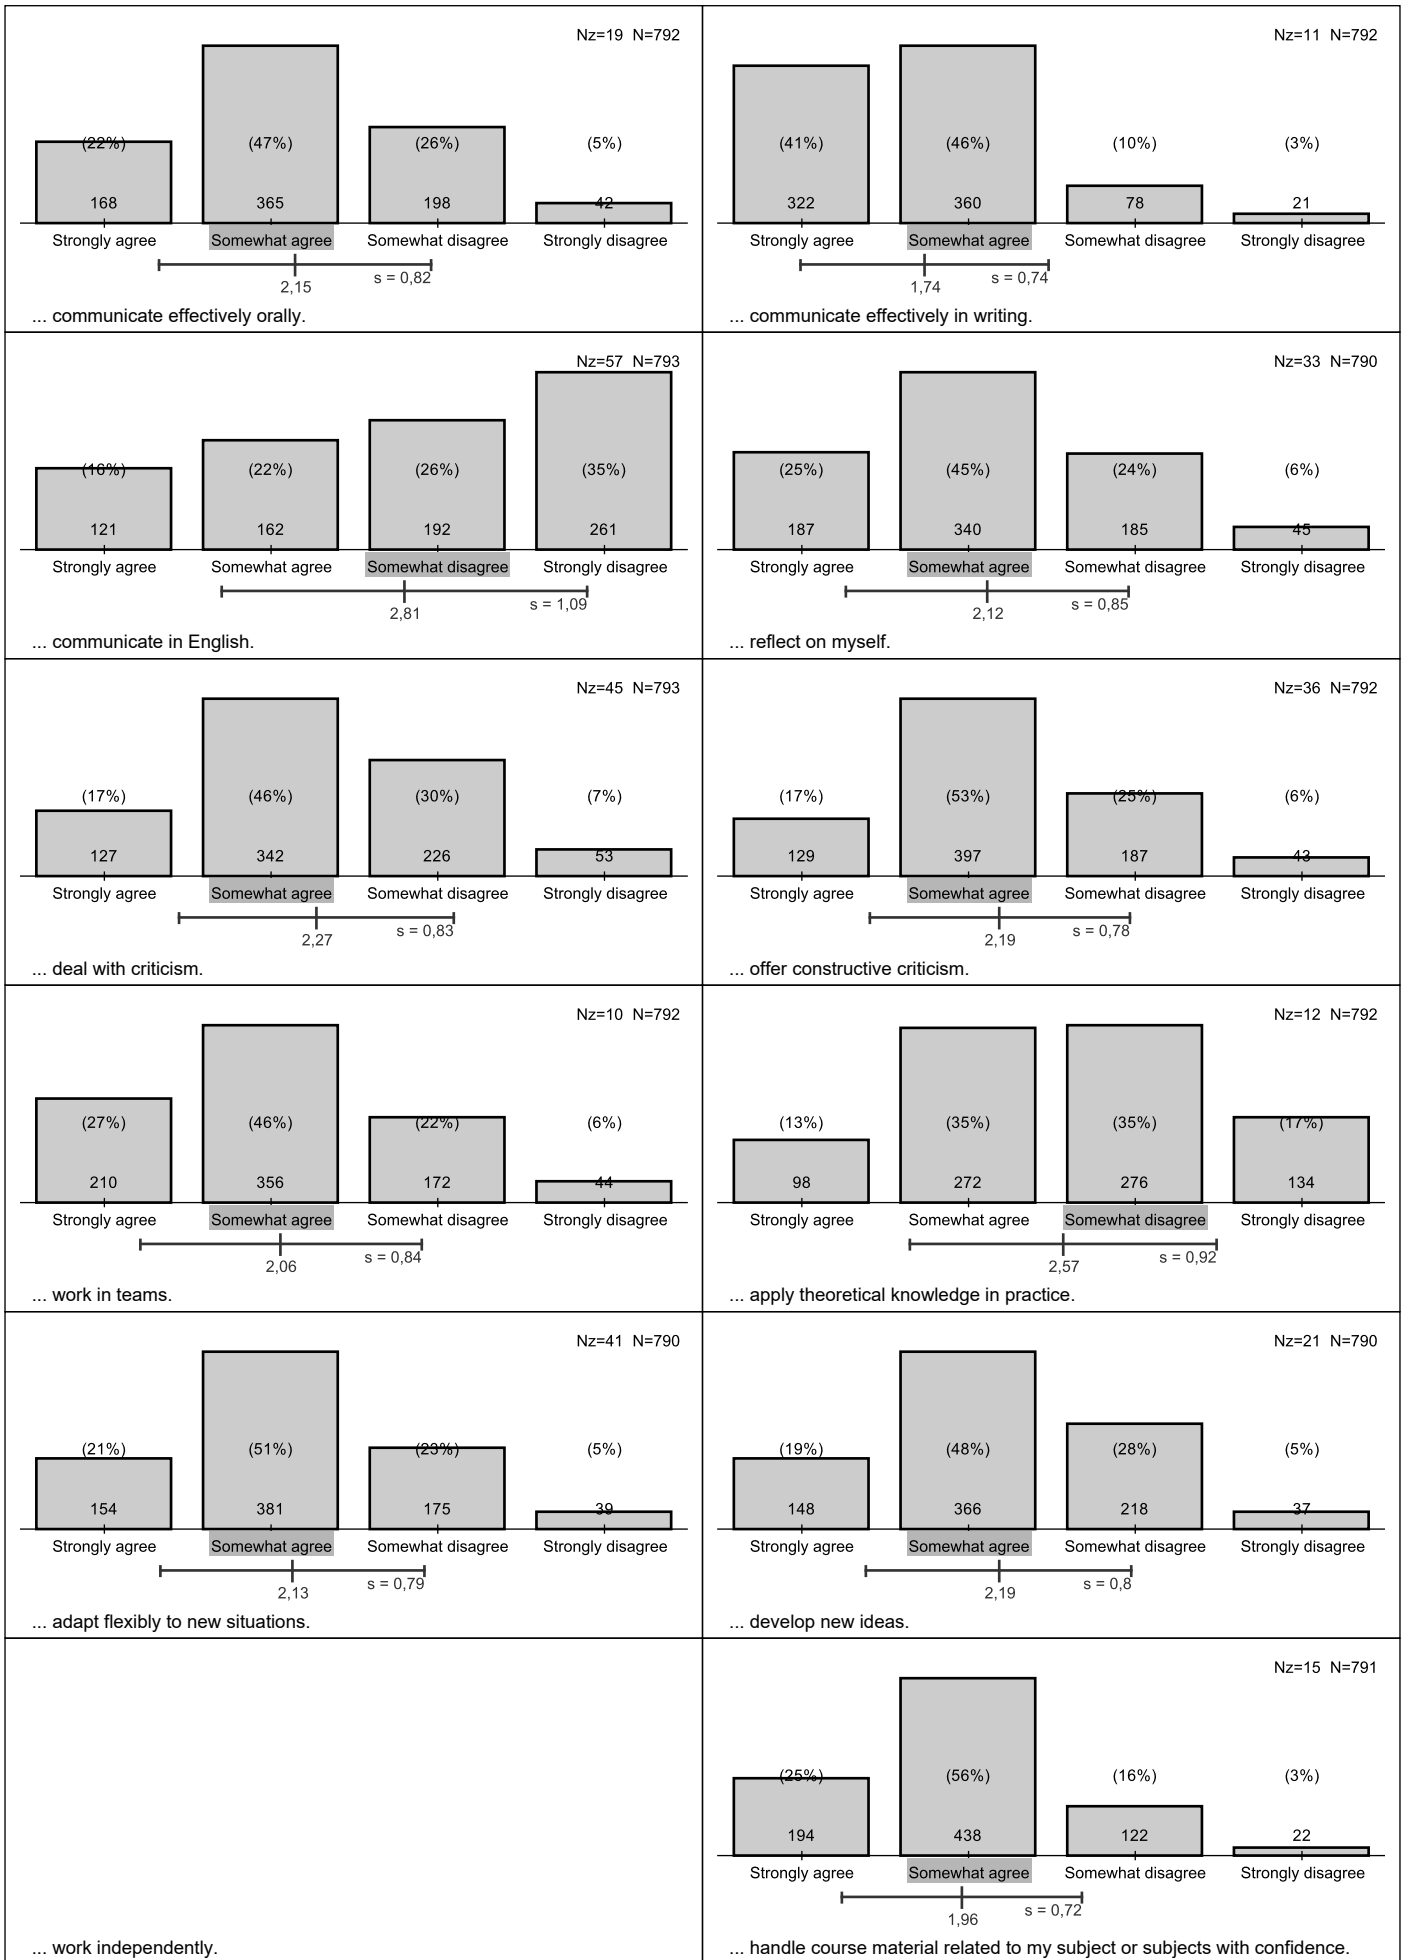 Nz=19 N=792
(22%) (47%) (26%) (5%)
168 365 198 42
Strongly agree Somewhat agree Somewhat disagree Strongly disagree
s = 0,82
2,15
... communicate effectively orally.
Nz=11 N=792
(41%) (46%) (10%) (3%)
322 360 78 21
Strongly agree Somewhat agree Somewhat disagree Strongly disagree
s = 0,74
1,74
... communicate effectively in writing.
Nz=57 N=793
(16%) (22%) (26%) (35%)
121 162 192 261
Strongly agree Somewhat agree Somewhat disagree Strongly disagree
s = 1,09
2,81
... communicate in English.
Nz=33 N=790
(25%) (45%) (24%) (6%)
187 340 185 45
Strongly agree Somewhat agree Somewhat disagree Strongly disagree
s = 0,85
2,12
... reflect on myself.
Nz=45 N=793
(17%) (46%) (30%) (7%)
127 342 226 53
Strongly agree Somewhat agree Somewhat disagree Strongly disagree
s = 0,83
2,27
... deal with criticism.
Nz=36 N=792
(17%) (53%) (25%) (6%)
129 397 187 43
Strongly agree Somewhat agree Somewhat disagree Strongly disagree
s = 0,78
2,19
... offer constructive criticism.
Nz=10 N=792
(27%) (46%) (22%) (6%)
210 356 172 44
Strongly agree Somewhat agree Somewhat disagree Strongly disagree
s = 0,84
2,06
... work in teams.
Nz=12 N=792
(13%) (35%) (35%) (17%)
98 272 276 134
Strongly agree Somewhat agree Somewhat disagree Strongly disagree
s = 0,92
2,57
... apply theoretical knowledge in practice.
Nz=41 N=790
(21%) (51%) (23%) (5%)
154 381 175 39
Strongly agree Somewhat agree Somewhat disagree Strongly disagree
s = 0,79
2,13
... adapt flexibly to new situations.
Nz=21 N=790
(19%) (48%) (28%) (5%)
148 366 218 37
Strongly agree Somewhat agree Somewhat disagree Strongly disagree
s = 0,8
2,19
... develop new ideas.
... work independently.
Nz=15 N=791
(25%) (56%) (16%) (3%)
194 438 122 22
Strongly agree Somewhat agree Somewhat disagree Strongly disagree
s = 0,72
1,96
... handle course material related to my subject or subjects with confidence.